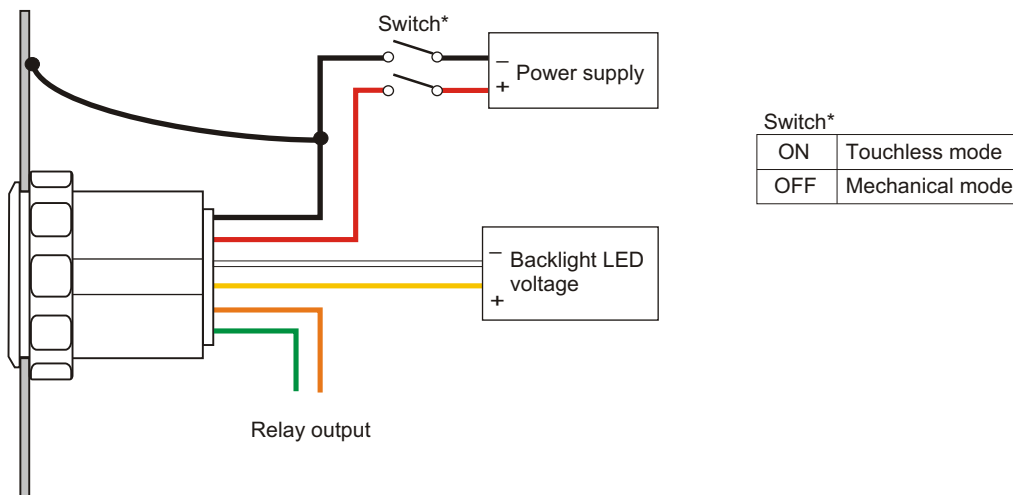 Switch*
−
+
Power supply
Switch*
ON Touchless mode
OFF Mechanical mode
−
Backlight LED
voltage
+
Relay output